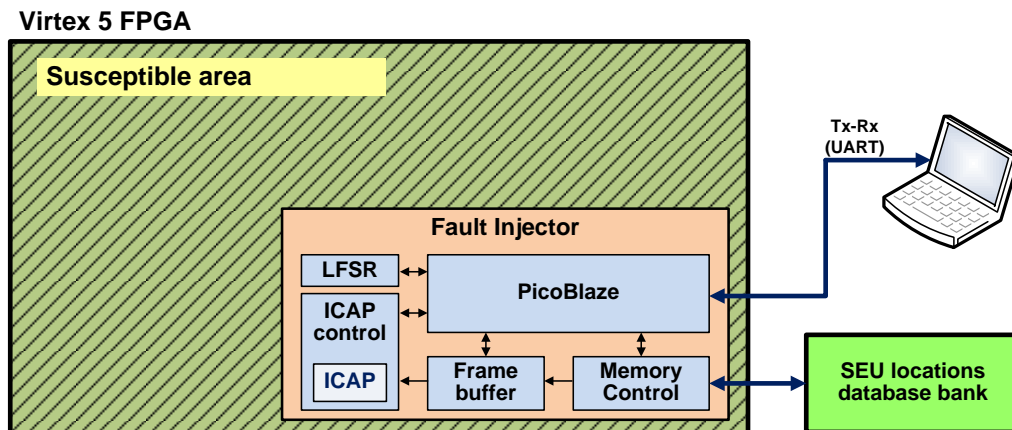 Virtex 5 FPGA
Susceptible area
Tx-Rx
(UART)
Fault Injector
LFSR
PicoBlaze
ICAP
control
ICAP
Frame
buffer
Memory
Control
SEU locations
database bank